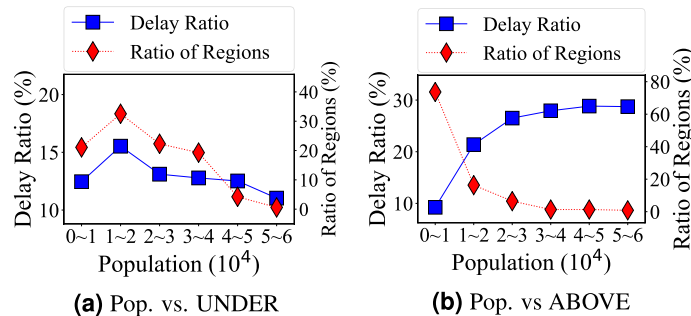 Delay Ratio
Ratio of Regions
Delay Ratio (%)
20
15
10
40
30
20
10
0
Ratio of Regions (%)
0~1 1~2 2~3 3~4 4~5 5~6
Population (10⁴)
(a) Pop. vs. UNDER
Delay Ratio
Ratio of Regions
Delay Ratio (%)
30
20
10
80
60
40
20
0
Ratio of Regions (%)
0~1 1~2 2~3 3~4 4~5 5~6
Population (10⁴)
(b) Pop. vs ABOVE